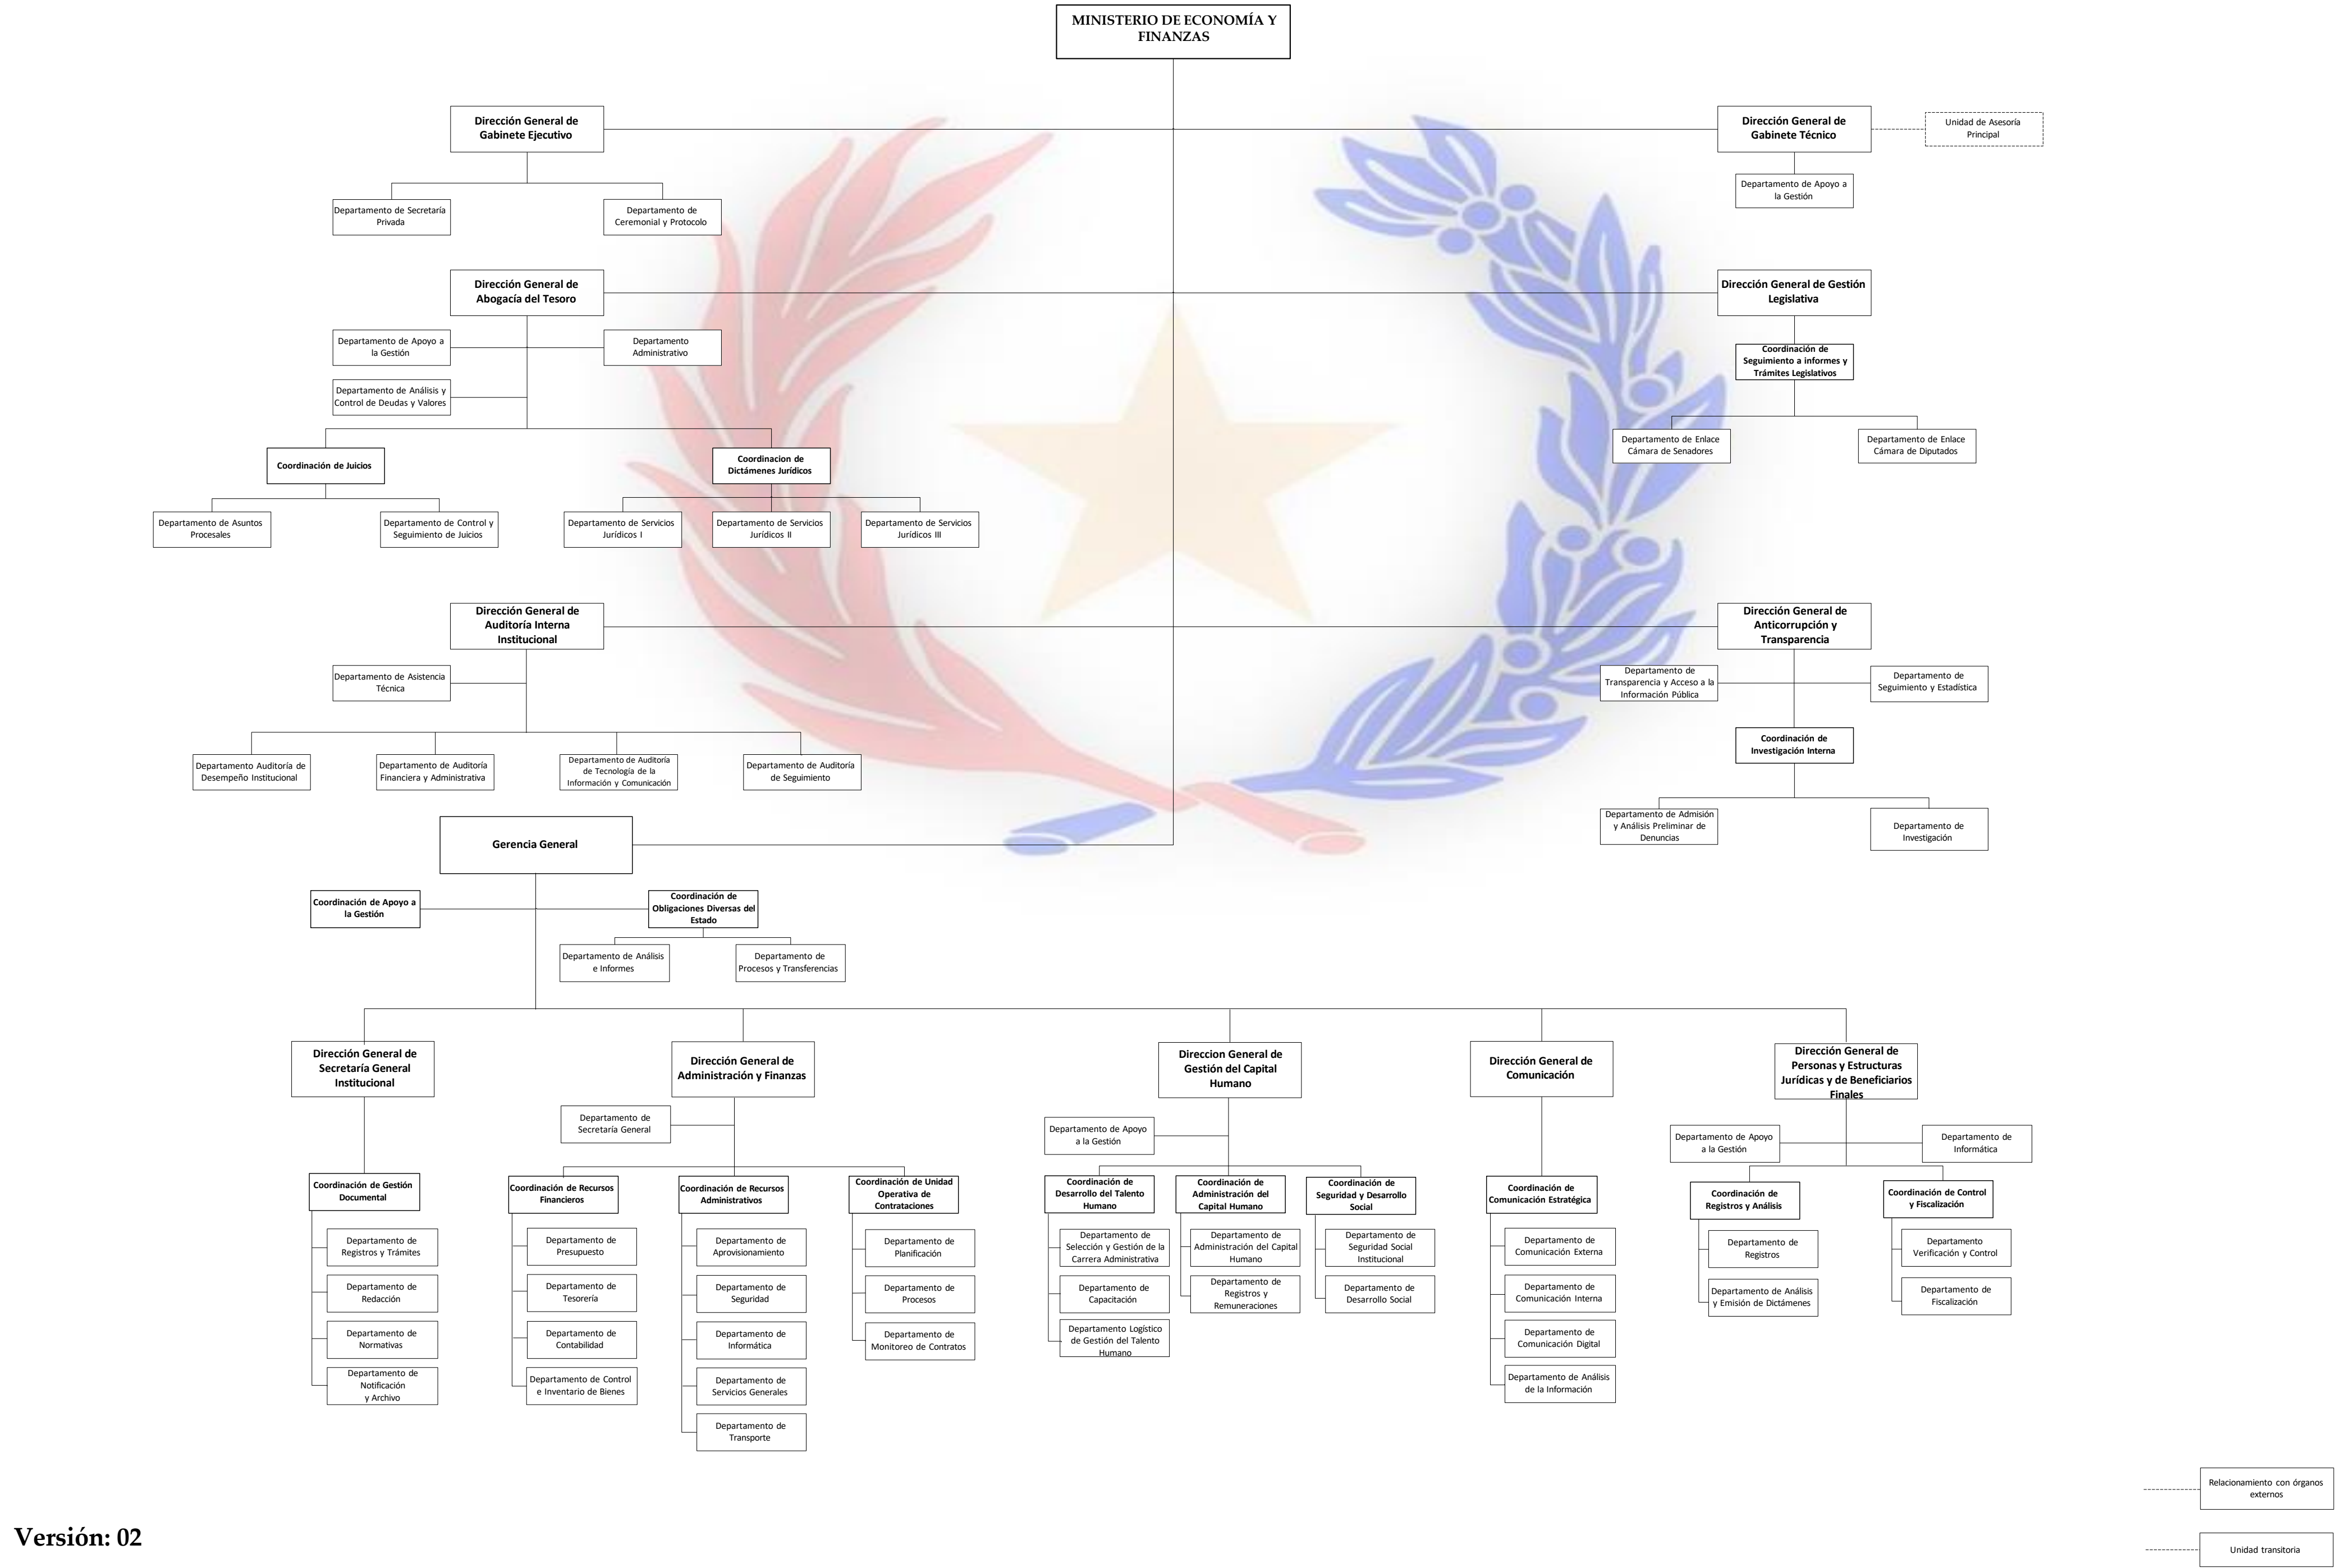 MINISTERIO DE ECONOMÍA Y
FINANZAS
Dirección General de
Gabinete Ejecutivo
Dirección General de
Gabinete Técnico
Unidad de Asesoría
Principal
Departamento de Secretaría
Privada
Departamento de
Ceremonial y Protocolo
Departamento de Apoyo a
la Gestión
Dirección General de
Abogacía del Tesoro
Dirección General de Gestión
Legislativa
Departamento de Apoyo a
la Gestión
Departamento
Administrativo
Departamento de Análisis y
Control de Deudas y Valores
Coordinación de
Seguimiento a informes y
Trámites Legislativos
Coordinación de Juicios
Coordinacion de
Dictámenes Jurídicos
Departamento de Enlace
Cámara de Senadores
Departamento de Enlace
Cámara de Diputados
Departamento de Asuntos
Procesales
Departamento de Control y
Seguimiento de Juicios
Departamento de Servicios
Jurídicos I
Departamento de Servicios
Jurídicos II
Departamento de Servicios
Jurídicos III
Dirección General de
Auditoría Interna
Institucional
Dirección General de
Anticorrupción y
Transparencia
Departamento de Asistencia
Técnica
Departamento de
Transparencia y Acceso a la
Información Pública
Departamento de
Seguimiento y Estadística
Departamento Auditoría de
Desempeño Institucional
Departamento de Auditoría
Financiera y Administrativa
Departamento de Auditoría
de Tecnología de la
Información y Comunicación
Departamento de Auditoría
de Seguimiento
Coordinación de
Investigación Interna
Departamento de Admisión
y Análisis Preliminar de
Denuncias
Departamento de
Investigación
Gerencia General
Coordinación de Apoyo a
la Gestión
Coordinación de
Obligaciones Diversas del
Estado
Departamento de Análisis
e Informes
Departamento de
Procesos y Transferencias
Dirección General de
Secretaría General
Institucional
Dirección General de
Administración y Finanzas
Direccion General de
Gestión del Capital
Humano
Dirección General de
Comunicación
Dirección General de
Personas y Estructuras
Jurídicas y de Beneficiarios
Finales
Departamento de
Secretaría General
Departamento de Apoyo
a la Gestión
Departamento de Apoyo
a la Gestión
Departamento de
Informática
Coordinación de Gestión
Documental
Coordinación de Recursos
Financieros
Coordinación de Recursos
Administrativos
Coordinación de Unidad
Operativa de
Contrataciones
Coordinación de
Desarrollo del Talento
Humano
Coordinación de
Administración del
Capital Humano
Coordinación de
Seguridad y Desarrollo
Social
Coordinación de
Comunicación Estratégica
Coordinación de
Registros y Análisis
Coordinación de Control
y Fiscalización
Departamento de
Registros y Trámites
Departamento de
Presupuesto
Departamento de
Aprovisionamiento
Departamento de
Planificación
Departamento de
Selección y Gestión de la
Carrera Administrativa
Departamento de
Administración del Capital
Humano
Departamento de
Seguridad Social
Institucional
Departamento de
Comunicación Externa
Departamento de
Registros
Departamento
Verificación y Control
Departamento de
Redacción
Departamento de
Tesorería
Departamento de
Seguridad
Departamento de
Procesos
Departamento de
Capacitación
Departamento de
Registros y
Remuneraciones
Departamento de
Desarrollo Social
Departamento de
Comunicación Interna
Departamento de Análisis
y Emisión de Dictámenes
Departamento de
Fiscalización
Departamento de
Normativas
Departamento de
Contabilidad
Departamento de
Informática
Departamento de
Monitoreo de Contratos
Departamento Logístico
de Gestión del Talento
Humano
Departamento de
Comunicación Digital
Departamento de
Notificación
y Archivo
Departamento de Control
e Inventario de Bienes
Departamento de
Servicios Generales
Departamento de Análisis
de la Información
Departamento de
Transporte
Relacionamiento con órganos
externos
Versión: 02
Unidad transitoria